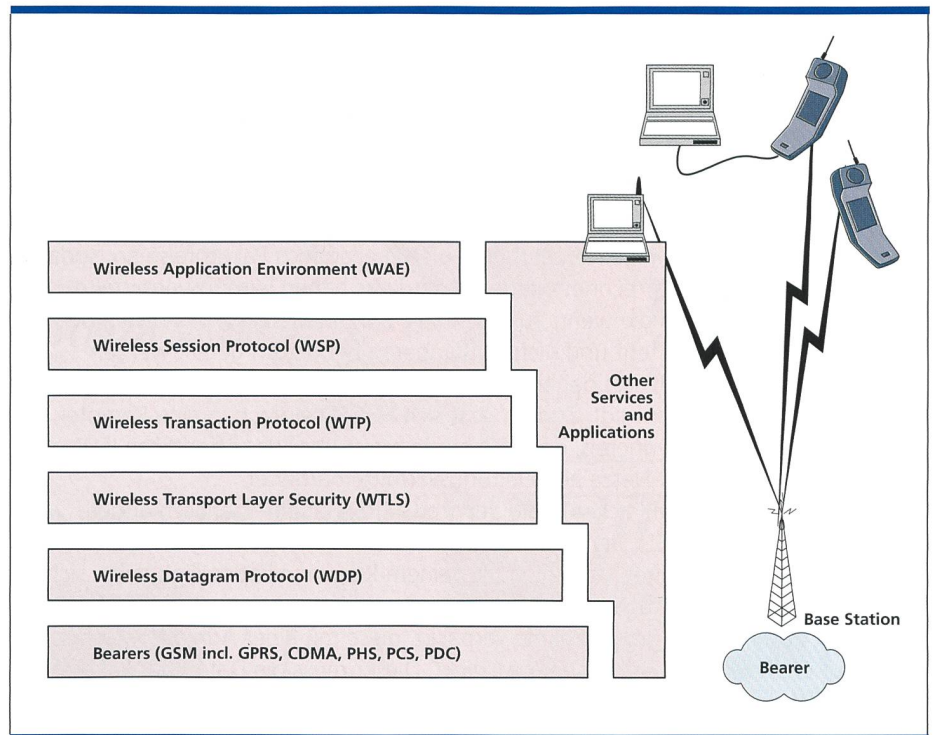 Wireless Application Environment (WAE)
Wireless Session Protocol (WSP)
Wireless Transaction Protocol (WTP)
Wireless Transport Layer Security (WTLS)
Wireless Datagram Protocol (WDP)
Bearers (GSM incl. GPRS, CDMA, PHS, PCS, PDC)
Other
Services
and
Applications
Base Station
Bearer